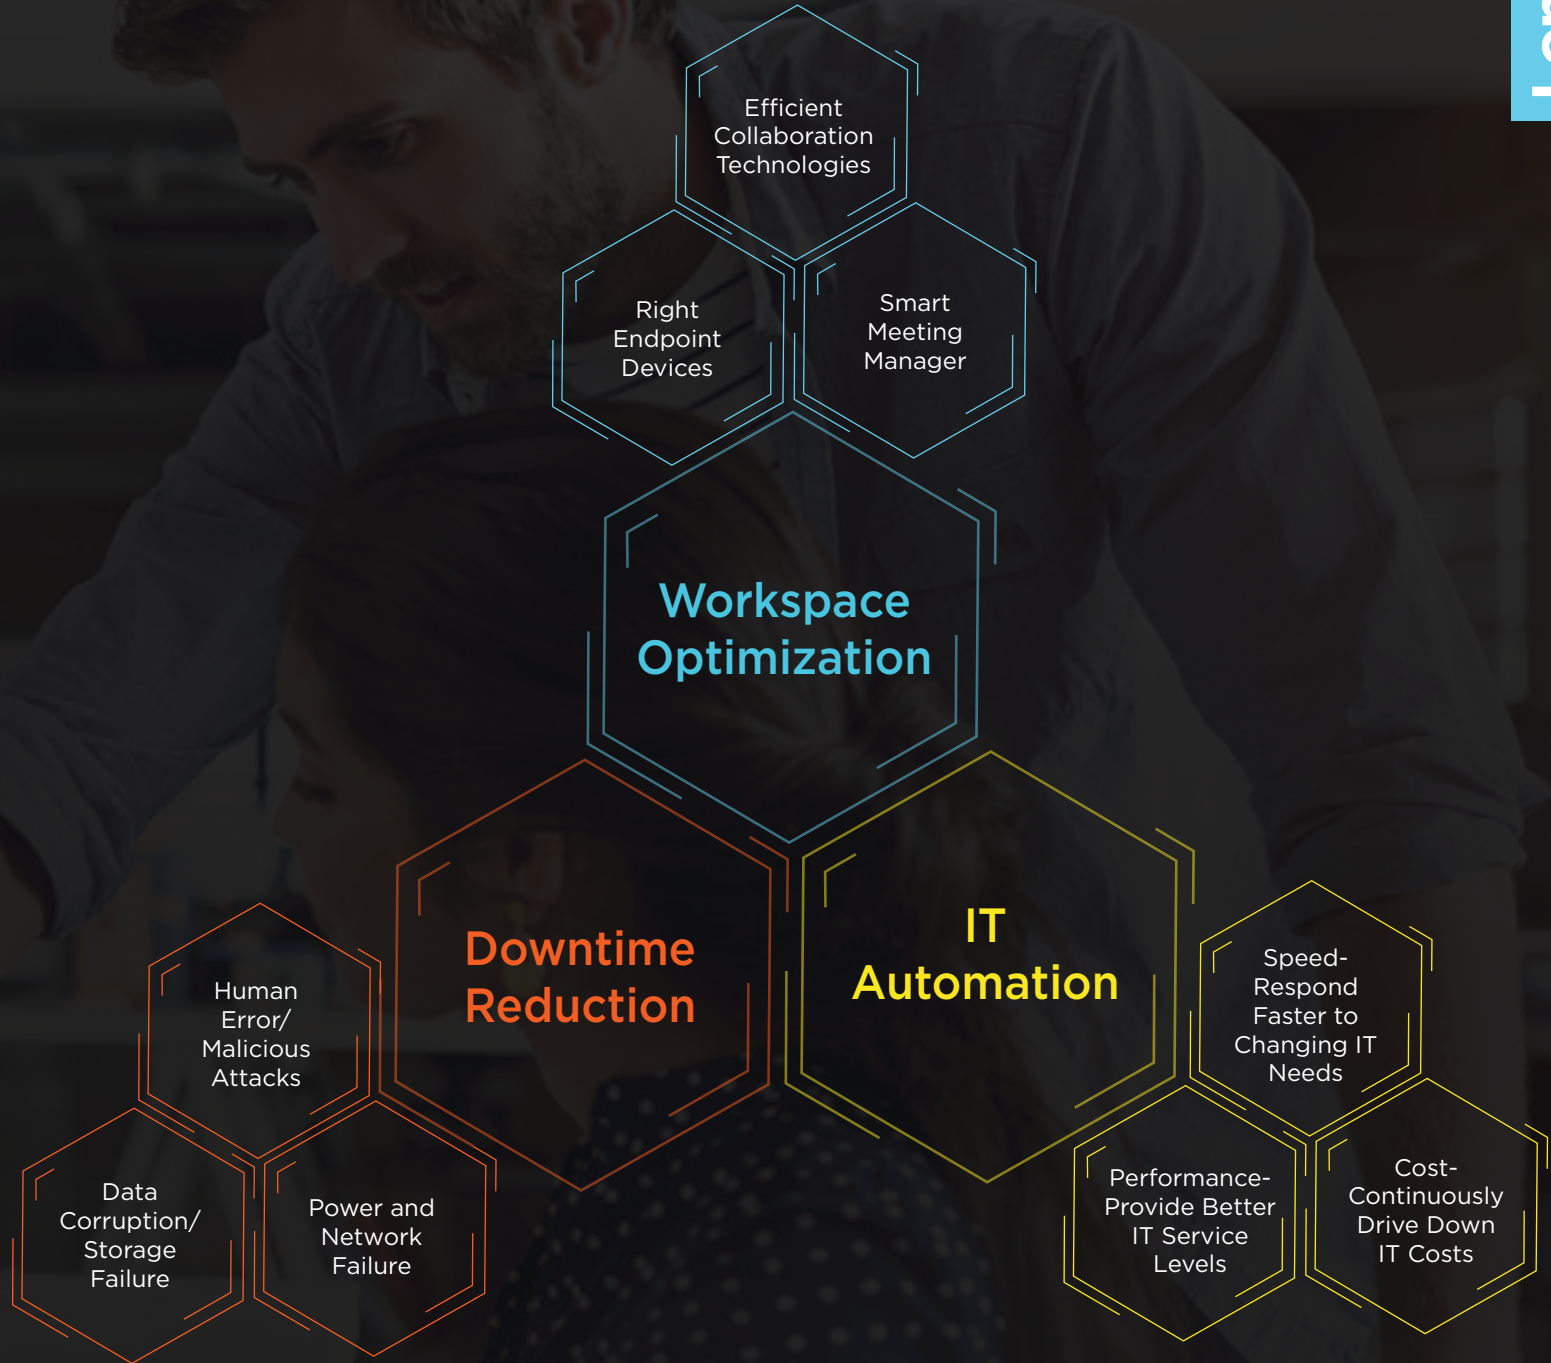 Efficient
Collaboration
Technologies
Right
Endpoint
Devices
Smart
Meeting
Manager
Workspace
Optimization
Downtime
Reduction
IT
Automation
Human
Error/
Malicious
Attacks
Data
Corruption/
Storage
Failure
Power and
Network
Failure
Speed-
Respond
Faster to
Changing IT
Needs
Performance-
Provide Better
IT Service
Levels
Cost-
Continuously
Drive Down
IT Costs